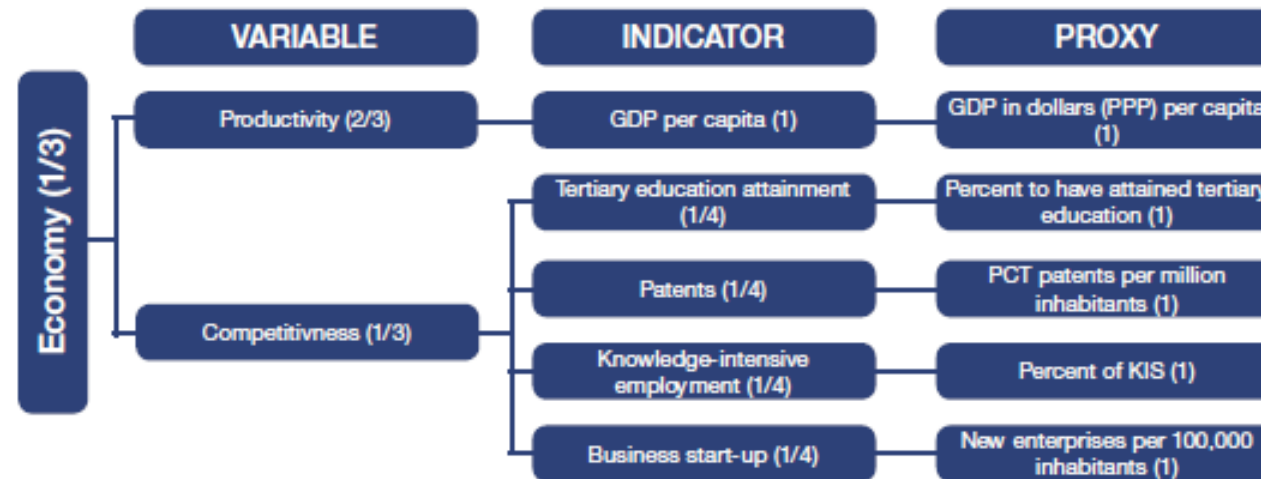 VARIABLE
INDICATOR
PROXY
Economy (1/3)
Productivity (2/3)
GDP per capita (1)
GDP in dollars (PPP) per capita
(1)
Tertiary education attainment
(1/4)
Percent to have attained tertiary
education (1)
Patents (1/4)
PCT patents per million
inhabitants (1)
Competitivness (1/3)
Knowledge-intensive
employment (1/4)
Percent of KIS (1)
Business start-up (1/4)
New enterprises per 100,000
inhabitants (1)